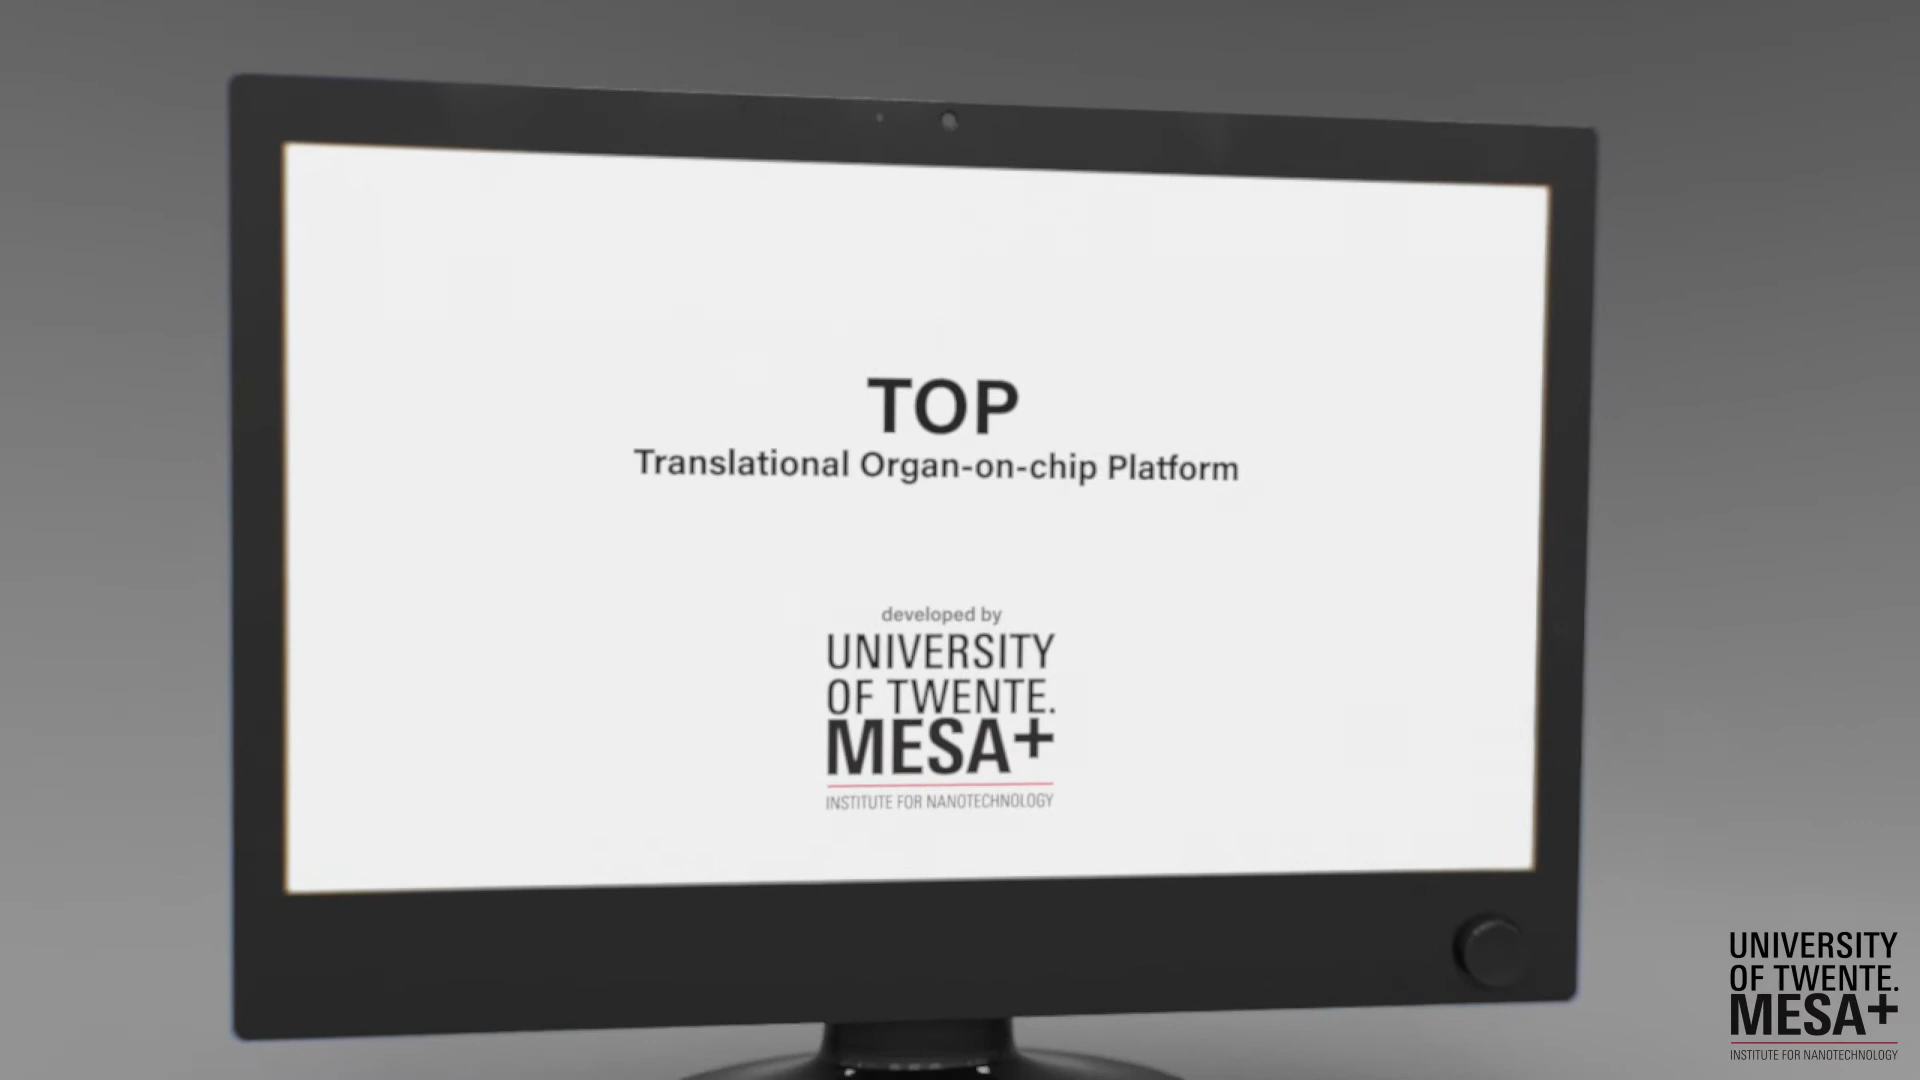 TOP
Translational Organ-on-chip Platform
developed by
UNIVERSITY
OF TWENTE.
MESA+
INSTITUTE FOR NANOTECHNOLOGY
UNIVERSITY
OF TWENTE.
MESA+
INSTITUTE FOR NANOTECHNOLOGY